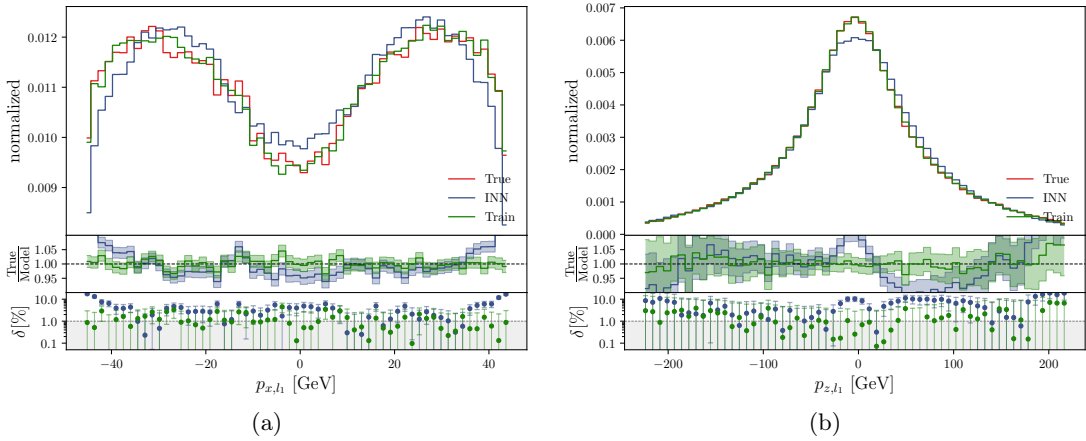 normalized
0.012
0.011
0.010
0.009
True
INN
Train
True
Model
1.05
1.00
0.95
δ[%]
10.0
1.0
0.1
−40
−20
0
20
40
p_{x,l_1} [GeV]
(a)
normalized
0.007
0.006
0.005
0.004
0.003
0.002
0.001
0.000
True
INN
Train
True
Model
1.05
1.00
0.95
δ[%]
10.0
1.0
0.1
−200
−100
0
100
200
p_{z,l_1} [GeV]
(b)